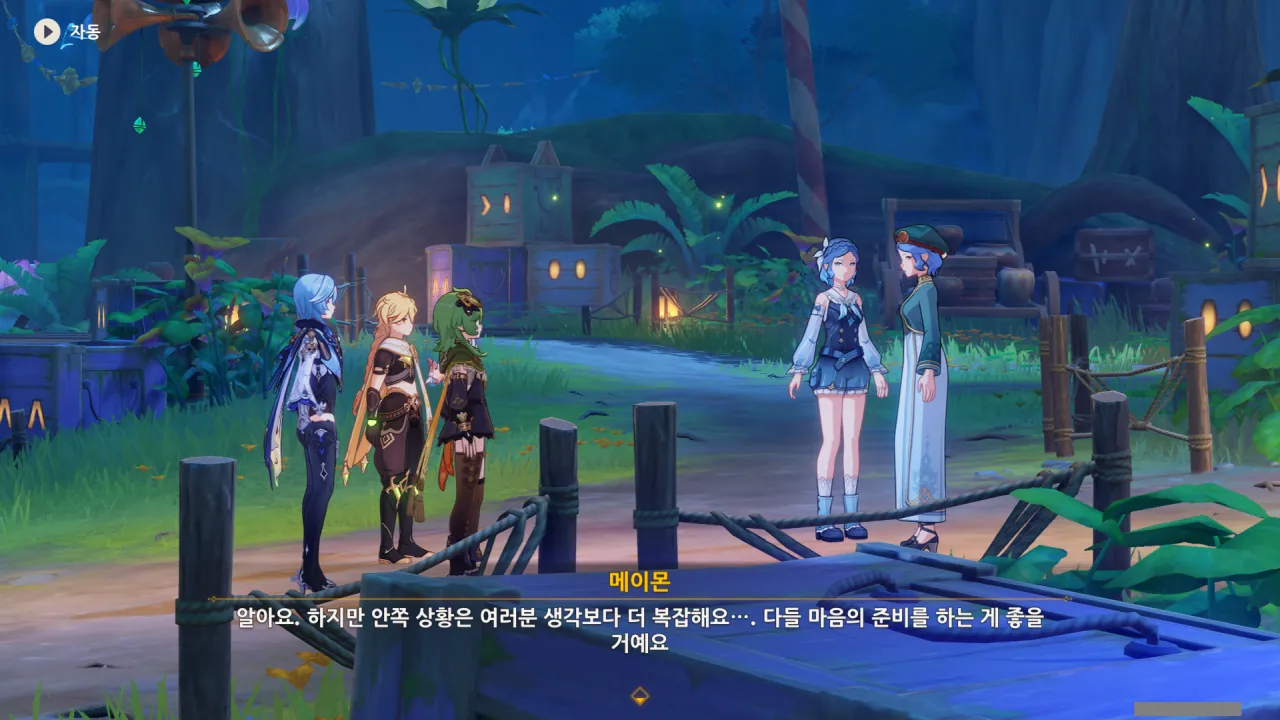 자동
메이몬
알아요. 하지만 안쪽 상황은 여러분 생각보다 더 복잡해요…. 다들 마음의 준비를 하는 게 좋을
거예요